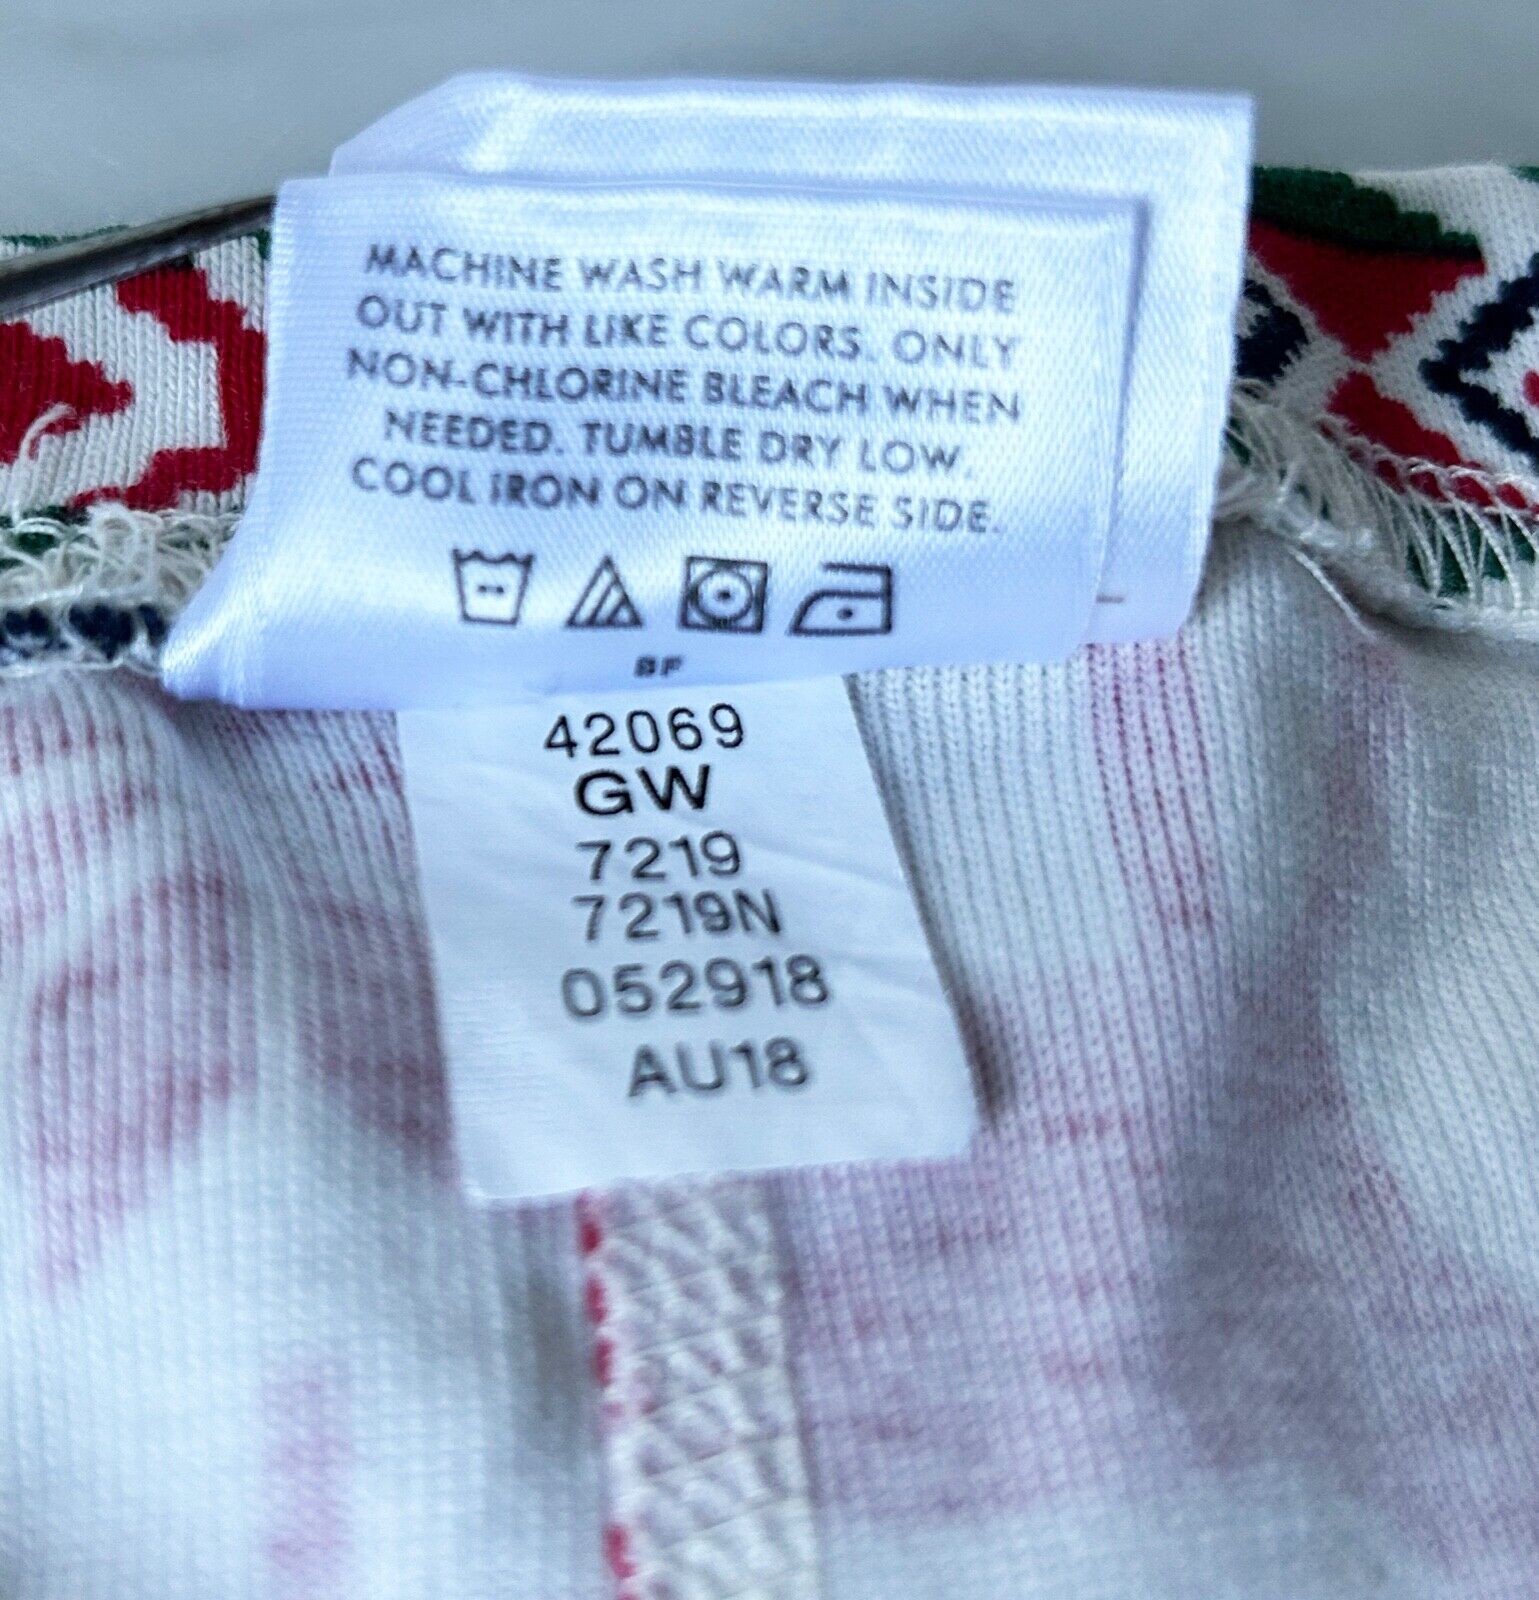 MACHINE WASH WARM INSIDE
OUT WITH LIKE COLORS. ONLY
NON-CHLORINE BLEACH WHEN
NEEDED. TUMBLE DRY LOW.
COOL IRON ON REVERSE SIDE.
BF
42069
GW
7219
7219N
052918
AU18